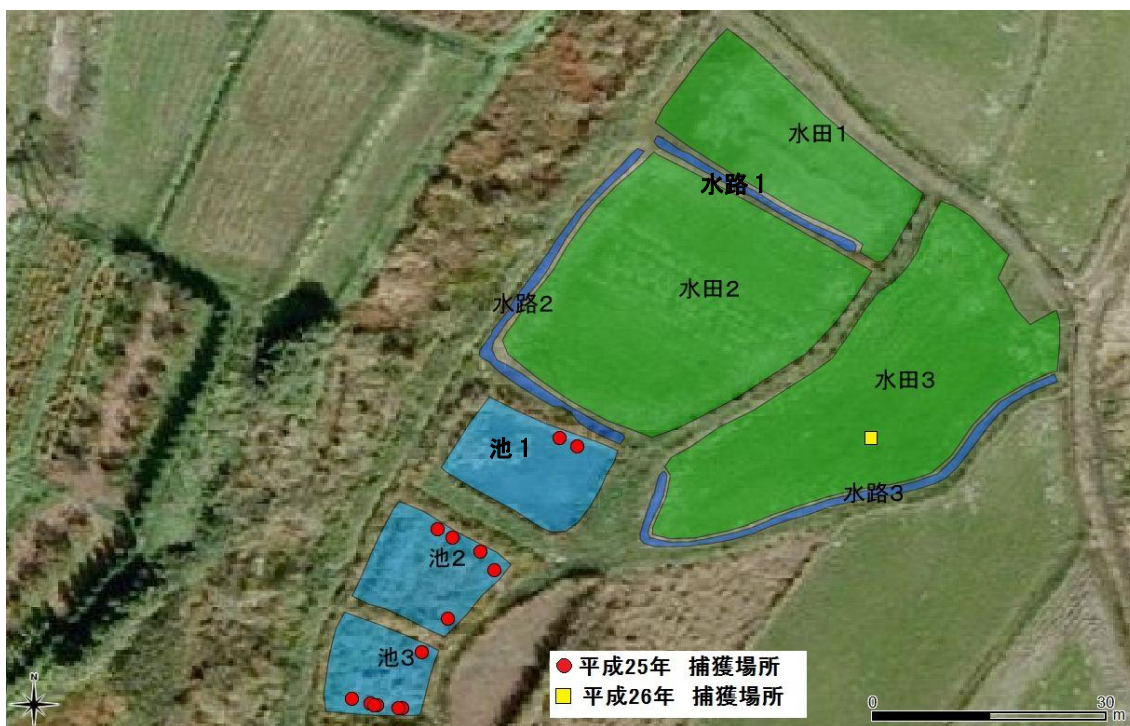 水田1
水路1
水田2
水路2
水田3
池1
水路3
池2
池3
平成25年 捕獲場所
平成26年 捕獲場所
N
0 30
m